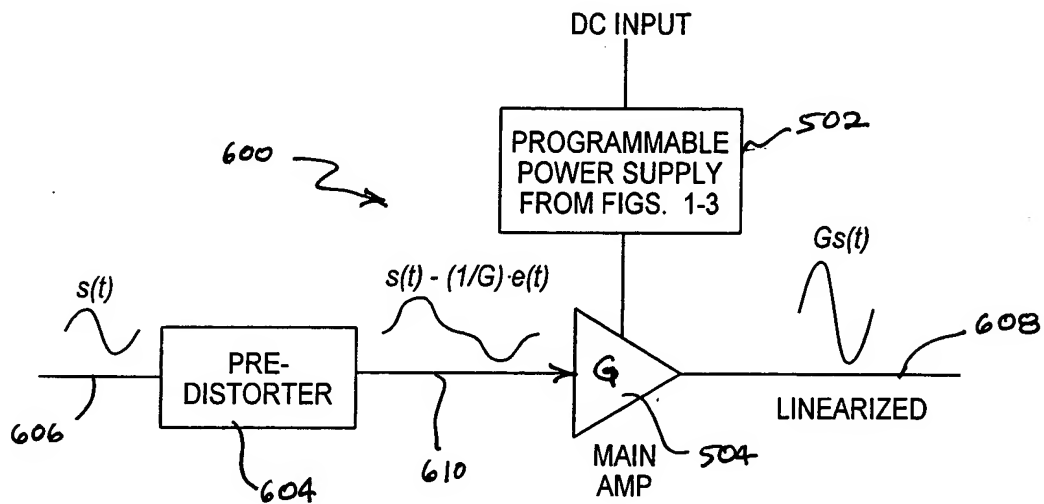 DC INPUT
502
PROGRAMMABLE
POWER SUPPLY
FROM FIGS. 1-3
600
Gs(t)
s(t) - (1/G)·e(t)
s(t)
608
PRE-
DISTORTER
G
LINEARIZED
606
604
610
MAIN
AMP
504